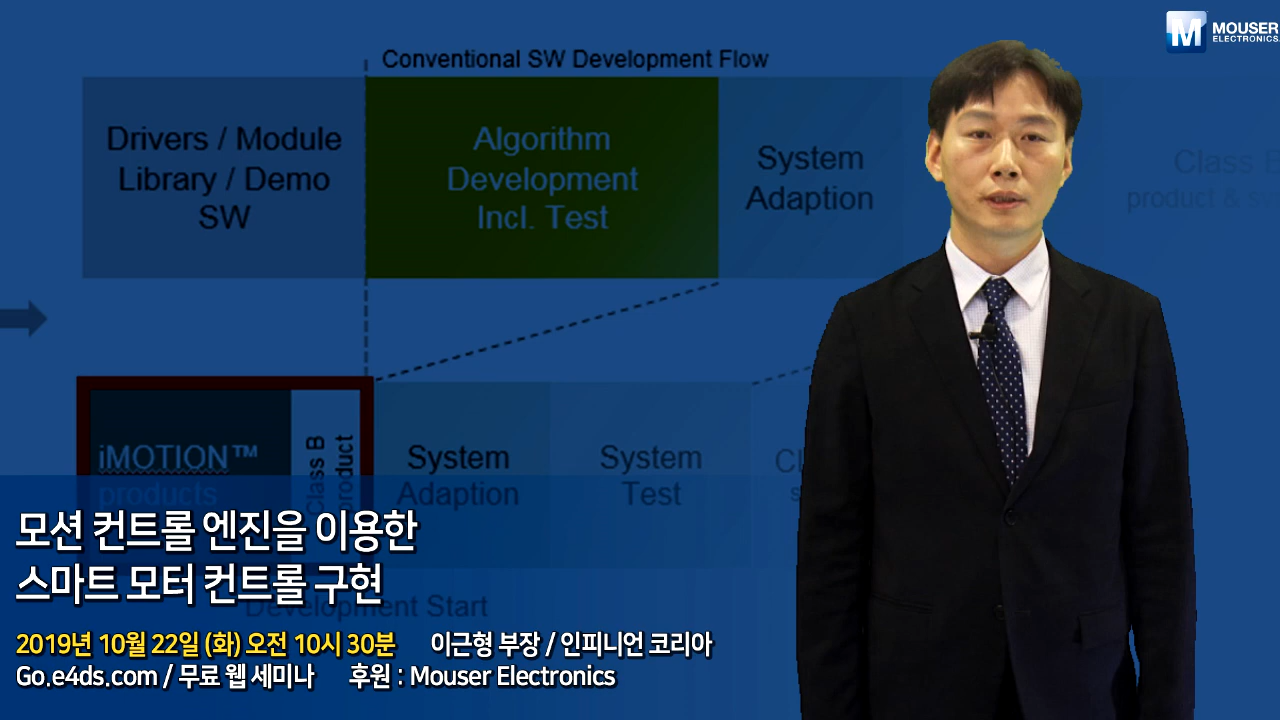 MOUSER
ELECTRONICS
Conventional SW Development Flow
Drivers / Module
Library / Demo
SW
Algorithm
Development
Incl. Test
System
Adaption
Class B
product &
iMOTION™
products
Class B
product
System
Adaption
System
Test
Development Start
모션 컨트롤 엔진을 이용한
스마트 모터 컨트롤 구현
2019년 10월 22일 (화) 오전 10시 30분 이근형 부장 / 인피니언 코리아
Go.e4ds.com / 무료 웹 세미나 후원 : Mouser Electronics